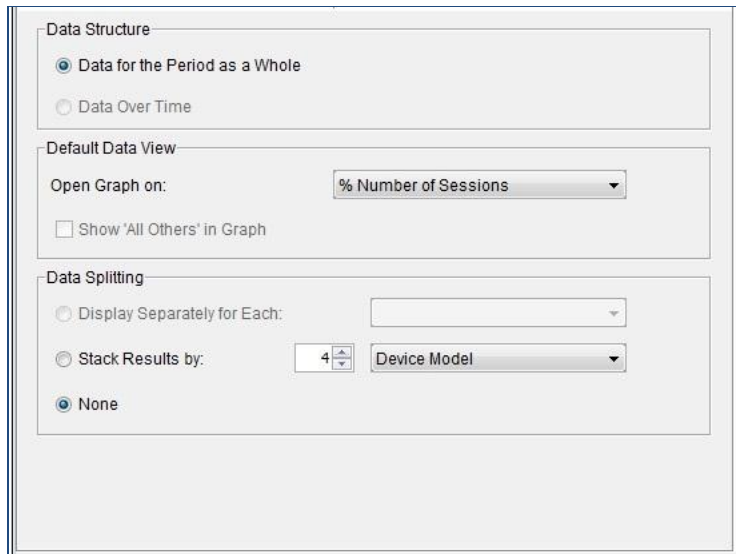 Data Structure
Data for the Period as a Whole
Data Over Time
Default Data View
Open Graph on: % Number of Sessions
Show 'All Others' in Graph
Data Splitting
Display Separately for Each:
Stack Results by: 4 Device Model
None